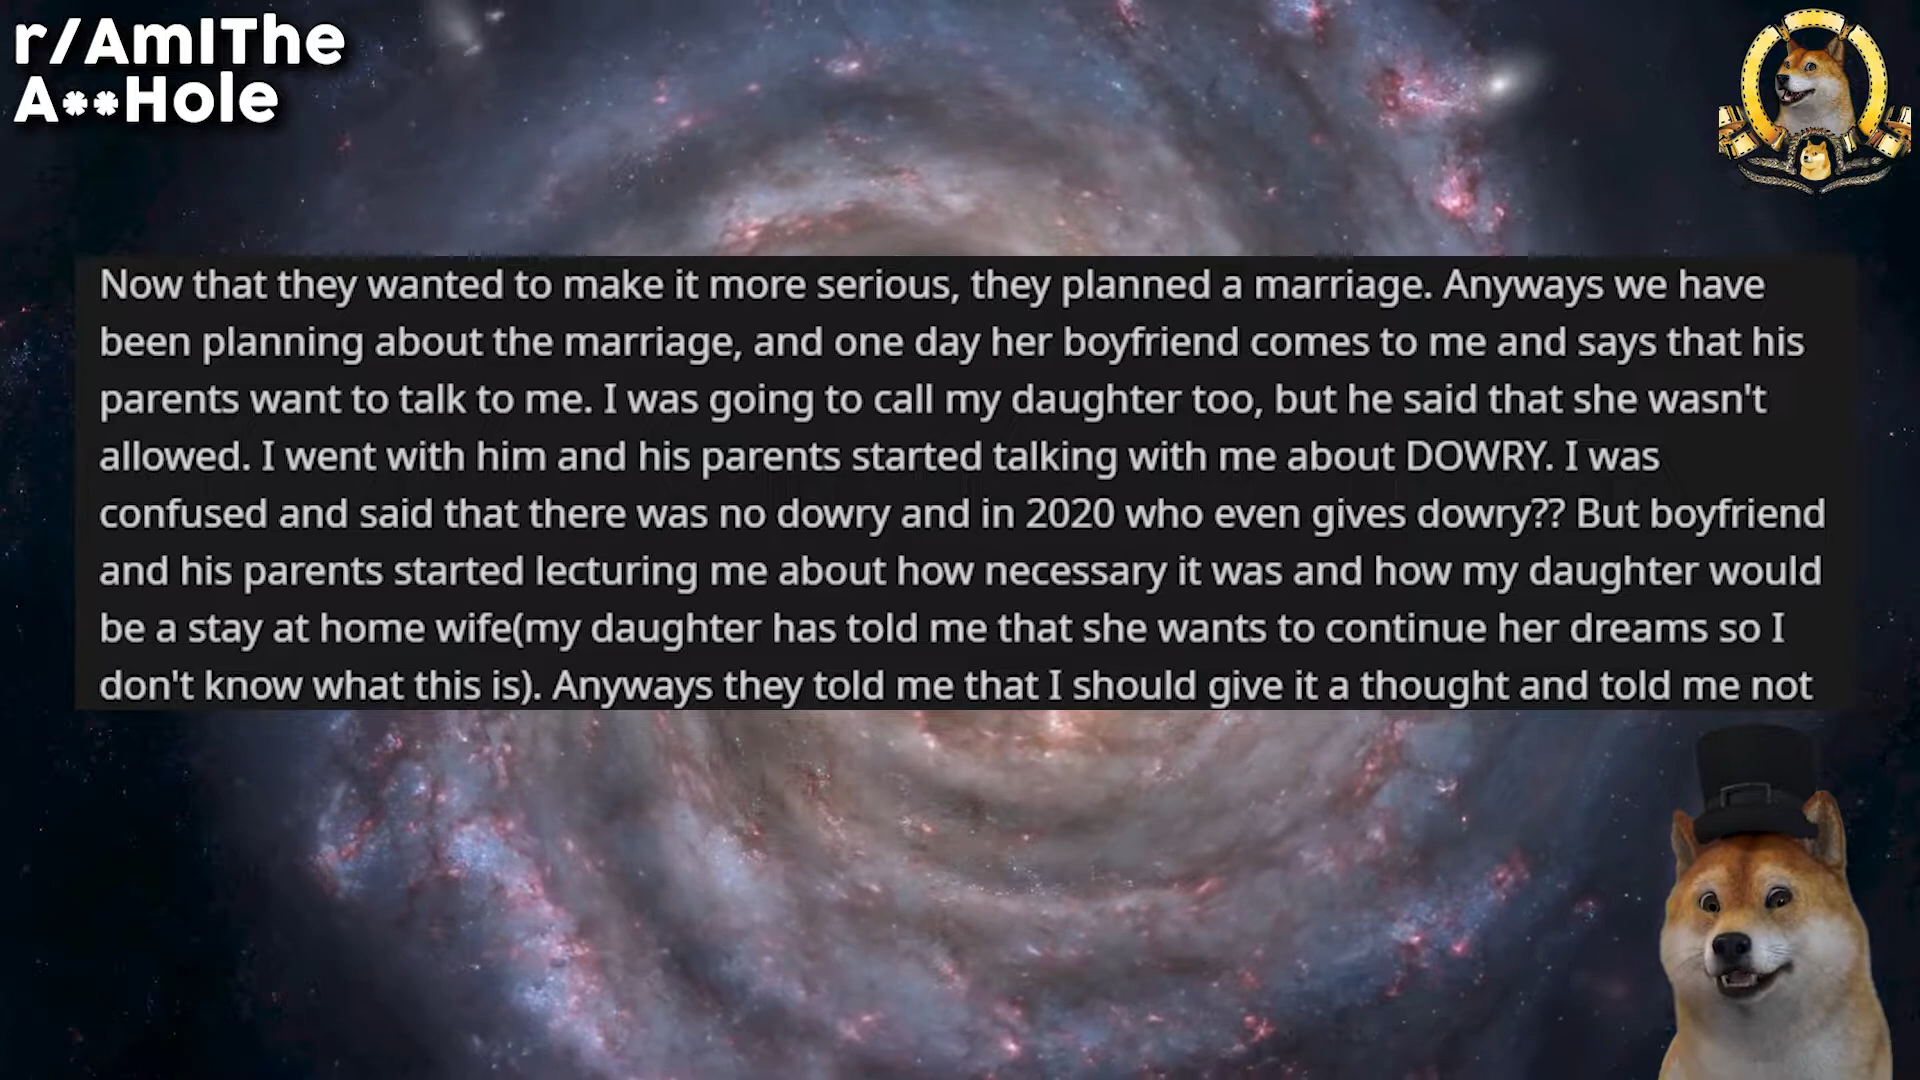 r/AmIThe
A**Hole
Now that they wanted to make it more serious, they planned a marriage. Anyways we have
been planning about the marriage, and one day her boyfriend comes to me and says that his
parents want to talk to me. I was going to call my daughter too, but he said that she wasn't
allowed. I went with him and his parents started talking with me about DOWRY. I was
confused and said that there was no dowry and in 2020 who even gives dowry?? But boyfriend
and his parents started lecturing me about how necessary it was and how my daughter would
be a stay at home wife(my daughter has told me that she wants to continue her dreams so I
don't know what this is). Anyways they told me that I should give it a thought and told me not